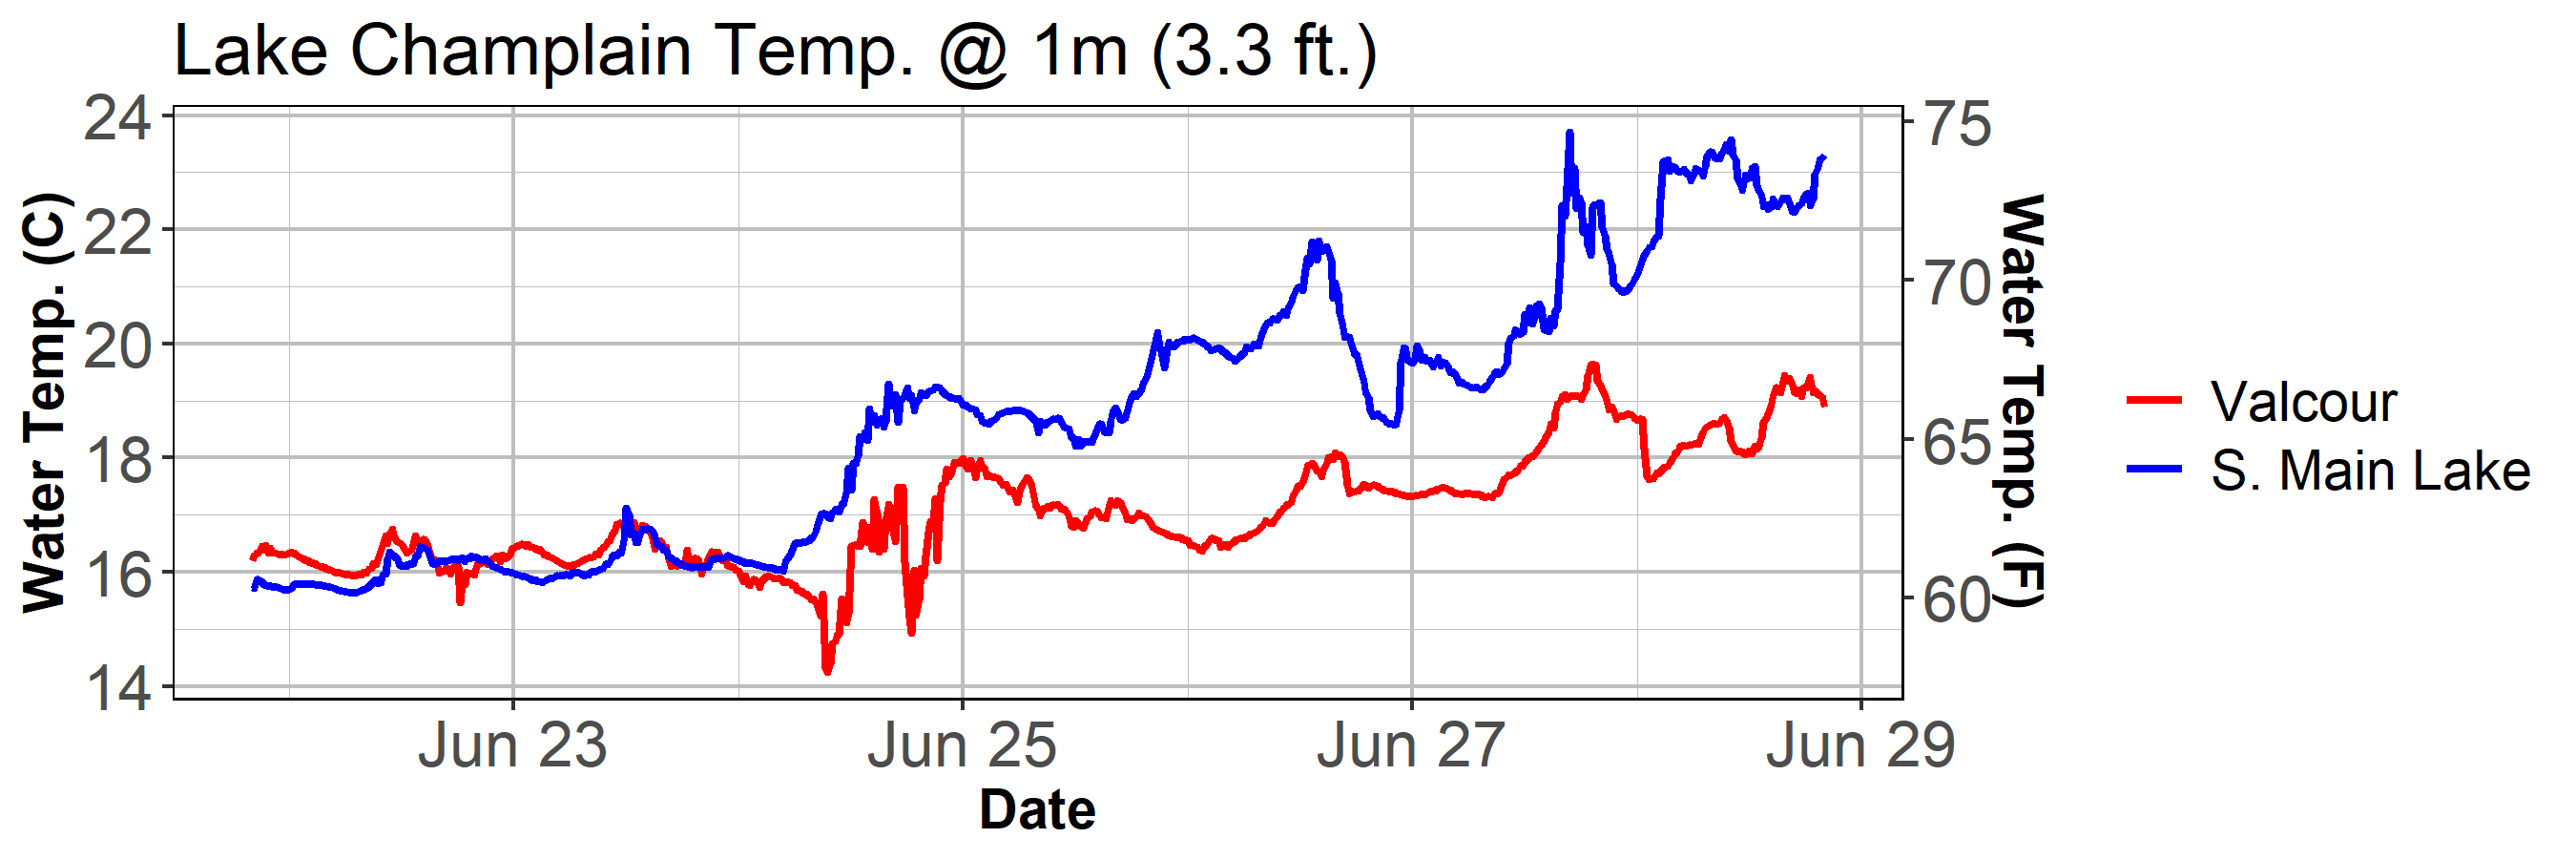 Lake Champlain Temp. @ 1m (3.3 ft.)
Water Temp. (C)
24
22
20
18
16
14
75
70
65
60
Water Temp. (F)
Jun 23
Jun 25
Jun 27
Jun 29
Date
Valcour
S. Main Lake